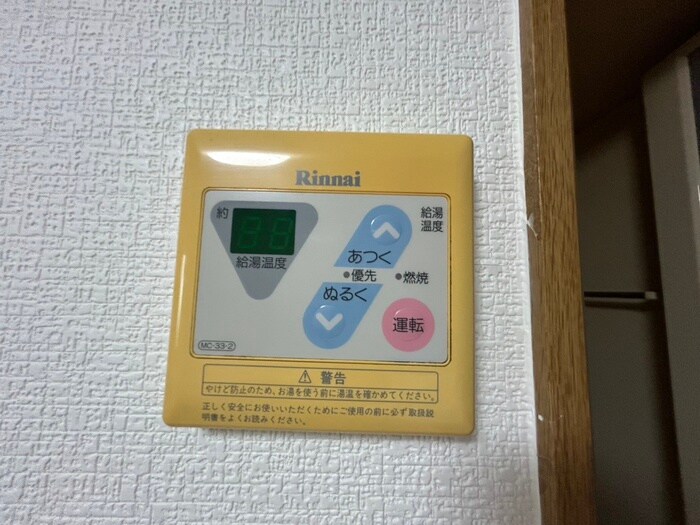 Rinnai
約
給湯温度
給湯
温度
あつく
優先
燃焼
ぬるく
運転
MC-33-2
警告
やけど防止のため、お湯を使う前に湯温を確かめてください。
正しく安全にお使いいただくためにご使用の前に必ず取扱説
明書をよくお読みください。